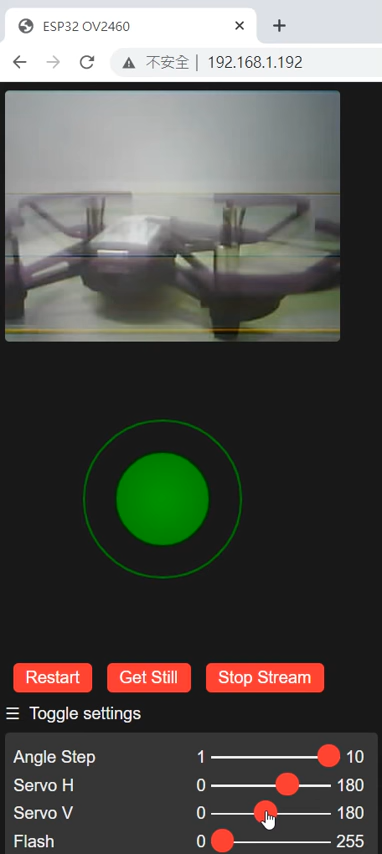 ESP32 OV2460
不安全 | 192.168.1.192
Restart Get Still Stop Stream
☰ Toggle settings
Angle Step 1 10
Servo H 0 180
Servo V 0 180
Flash 0 255